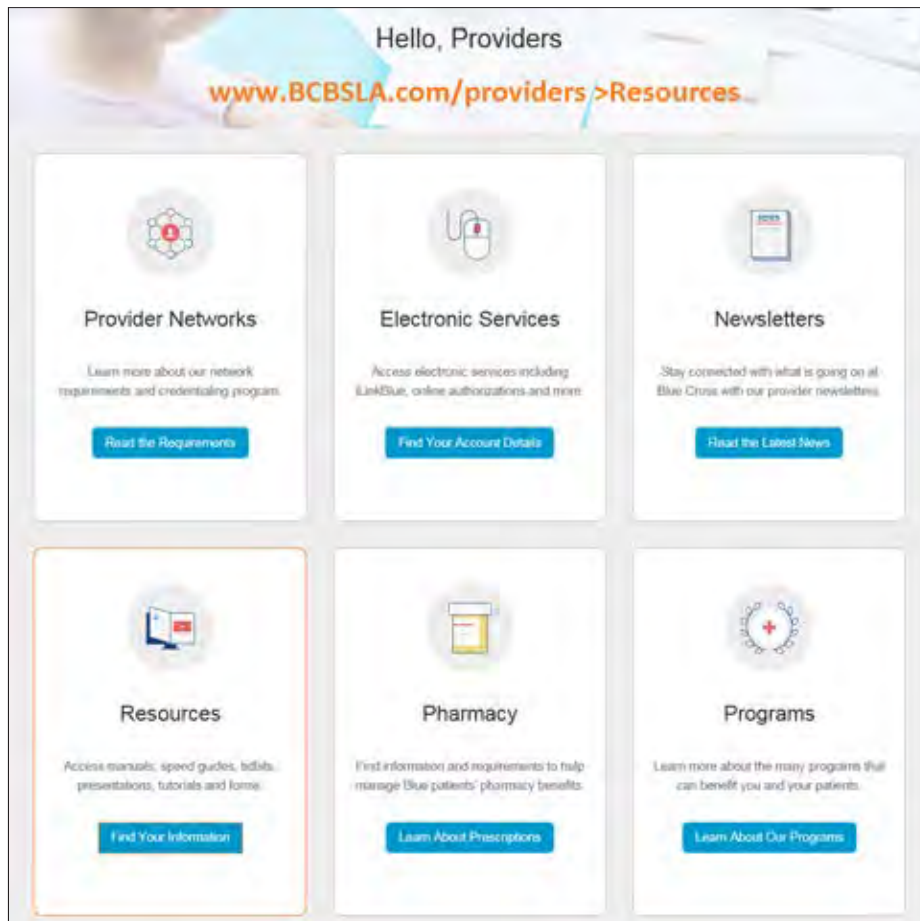 Hello, Providers
www.BCBSLA.com/providers >Resources
Provider Networks
Learn more about our network
requirements and credentialing program.
Read the Requirements
Electronic Services
Access electronic services including
iLinkBlue, online authorizations and more.
Find Your Account Details
NEWS
Newsletters
Stay connected with what is going on at
Blue Cross with our provider newsletters.
Read the Latest News
Resources
Access manuals, speed guides, tidbits,
presentations, tutorials and forms.
Find Your Information
Pharmacy
Find information and requirements to help
manage Blue patients' pharmacy benefits.
Learn About Prescriptions
Programs
Learn more about the many programs that
can benefit you and your patients.
Learn About Our Programs